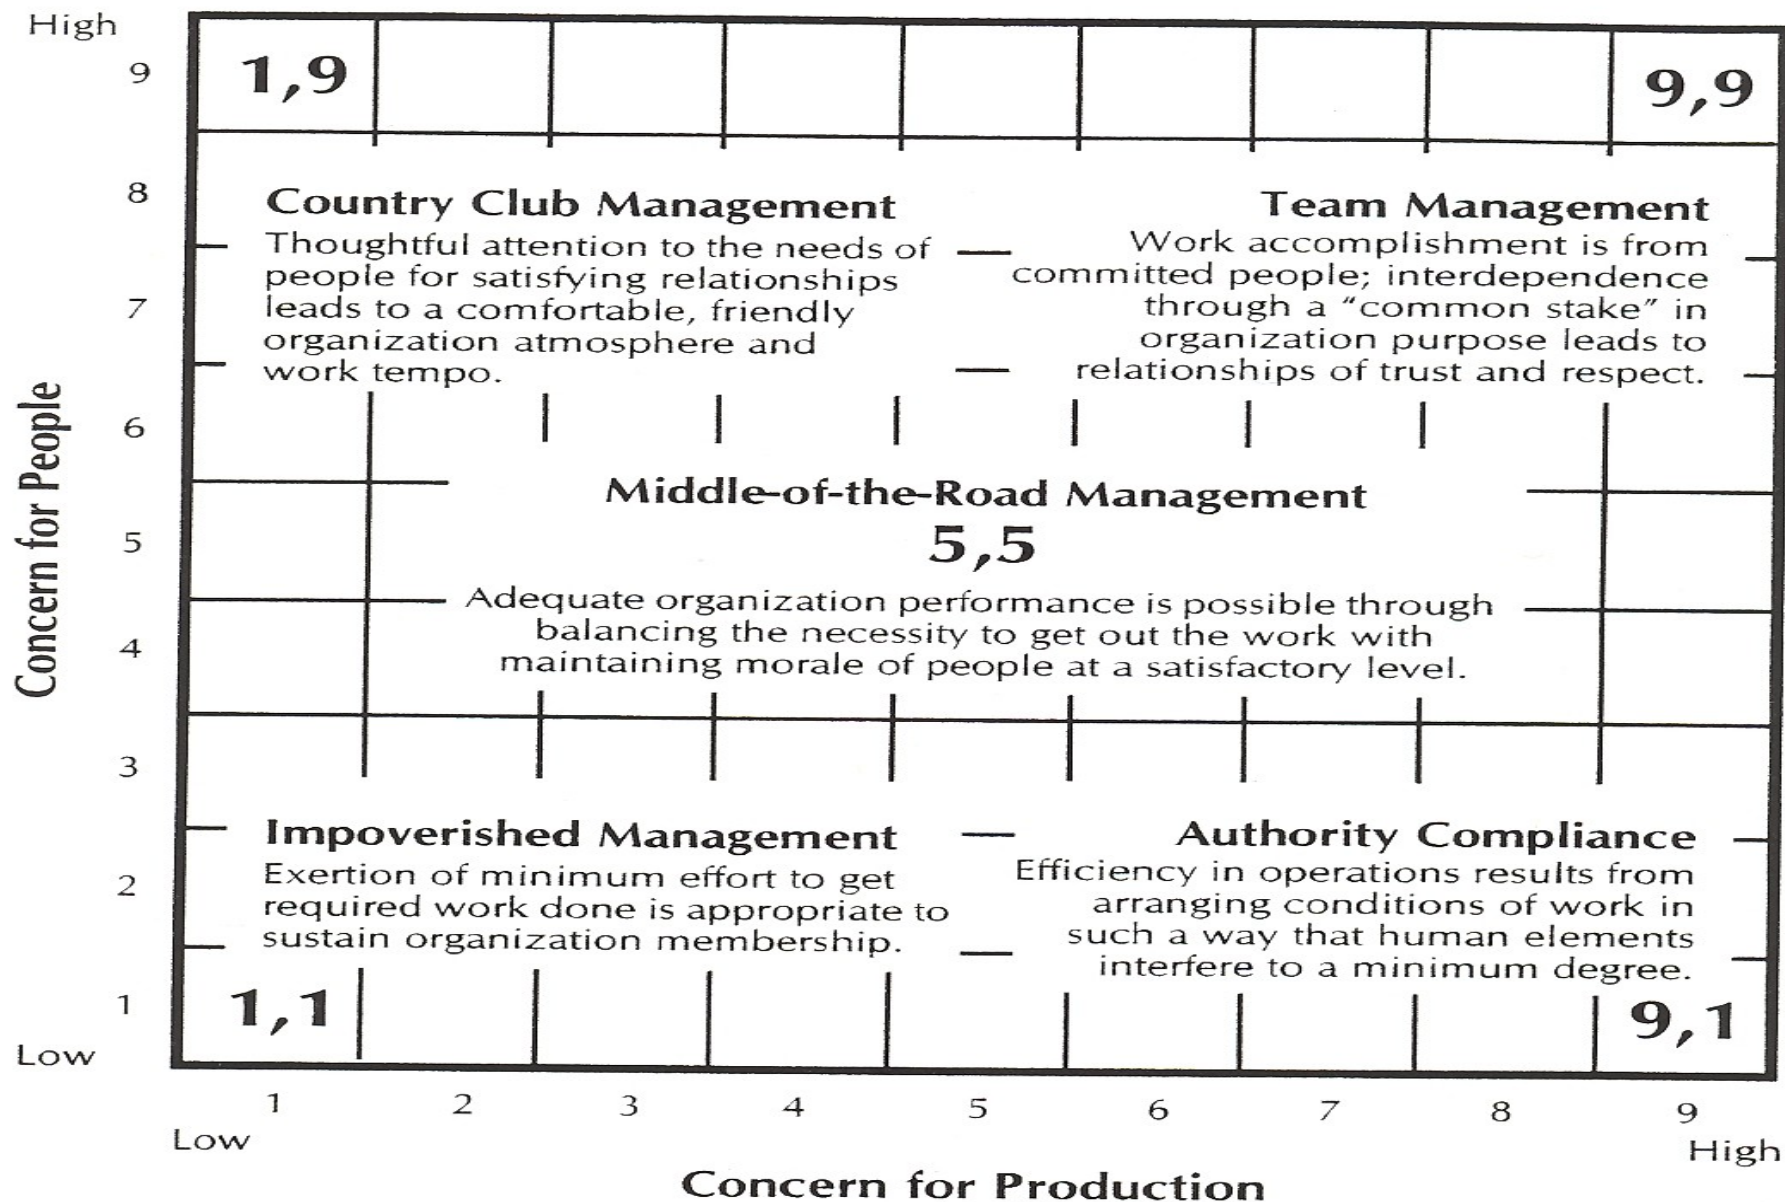 High
9
1,9
9,9
8
Country Club Management
Thoughtful attention to the needs of
people for satisfying relationships
leads to a comfortable, friendly
organization atmosphere and
work tempo.
Team Management
Work accomplishment is from
committed people; interdependence
through a “common stake” in
organization purpose leads to
relationships of trust and respect.
7
6
Concern for People
Middle-of-the-Road Management
5
5,5
Adequate organization performance is possible through
balancing the necessity to get out the work with
maintaining morale of people at a satisfactory level.
4
3
Impoverished Management
Exertion of minimum effort to get
required work done is appropriate to
sustain organization membership.
Authority Compliance
Efficiency in operations results from
arranging conditions of work in
such a way that human elements
interfere to a minimum degree.
2
1
1,1
9,1
Low
1 2 3 4 5 6 7 8 9
Low
High
Concern for Production